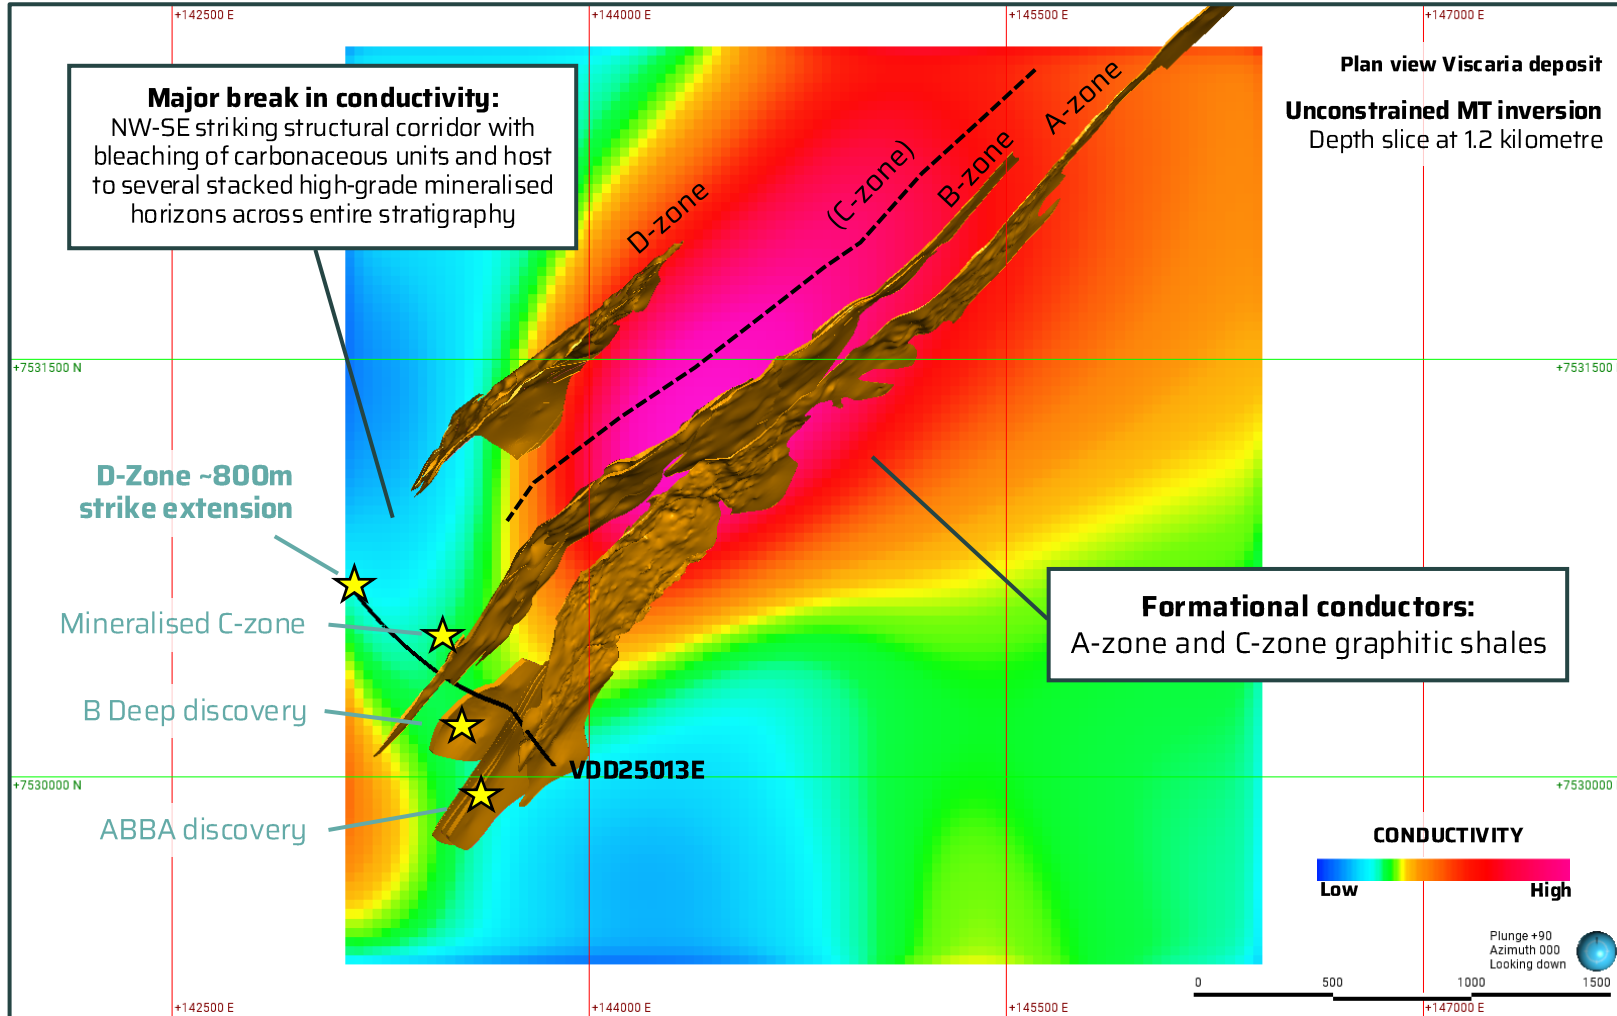 +142500 E
+144000 E
+145500 E
+147000 E
Plan view Viscaria deposit
Unconstrained MT inversion
Depth slice at 1.2 kilometre
Major break in conductivity:
NW-SE striking structural corridor with
bleaching of carbonaceous units and host
to several stacked high-grade mineralised
horizons across entire stratigraphy
A-zone
B-zone
(C-zone)
D-zone
+7531500 N
+7531500
D-Zone ~800m
strike extension
Mineralised C-zone
B Deep discovery
ABBA discovery
VDD25013E
Formational conductors:
A-zone and C-zone graphitic shales
+7530000 N
+7530000
CONDUCTIVITY
Low
High
Plunge +90
Azimuth 000
Looking down
0
500
1000
1500
+142500 E
+144000 E
+145500 E
+147000 E